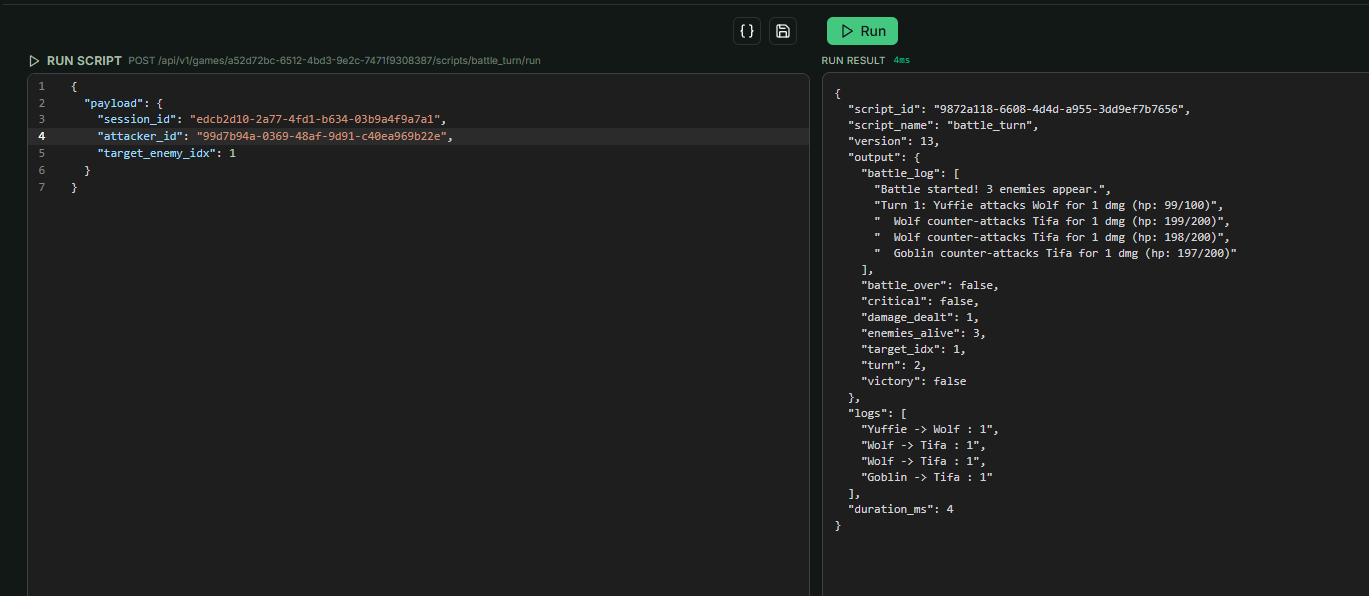 {}
Run
RUN SCRIPT POST /api/v1/games/a52d72bc-6512-4bd3-9e2c-7471f9308387/scripts/battle_turn/run
RUN RESULT 4ms
1 {
2 "payload": {
3 "session_id": "edcb2d10-2a77-4fd1-b634-03b9a4f9a7a1",
4 "attacker_id": "99d7b94a-0369-48af-9d91-c40ea969b22e",
5 "target_enemy_idx": 1
6 }
7 }
{
"script_id": "9872a118-6608-4d4d-a955-3dd9ef7b7656",
"script_name": "battle_turn",
"version": 13,
"output": {
"battle_log": [
"Battle started! 3 enemies appear.",
"Turn 1: Yuffie attacks Wolf for 1 dmg (hp: 99/100)",
"  Wolf counter-attacks Tifa for 1 dmg (hp: 199/200)",
"  Wolf counter-attacks Tifa for 1 dmg (hp: 198/200)",
"  Goblin counter-attacks Tifa for 1 dmg (hp: 197/200)"
],
"battle_over": false,
"critical": false,
"damage_dealt": 1,
"enemies_alive": 3,
"target_idx": 1,
"turn": 2,
"victory": false
},
"logs": [
"Yuffie -> Wolf : 1",
"Wolf -> Tifa : 1",
"Wolf -> Tifa : 1",
"Goblin -> Tifa : 1"
],
"duration_ms": 4
}